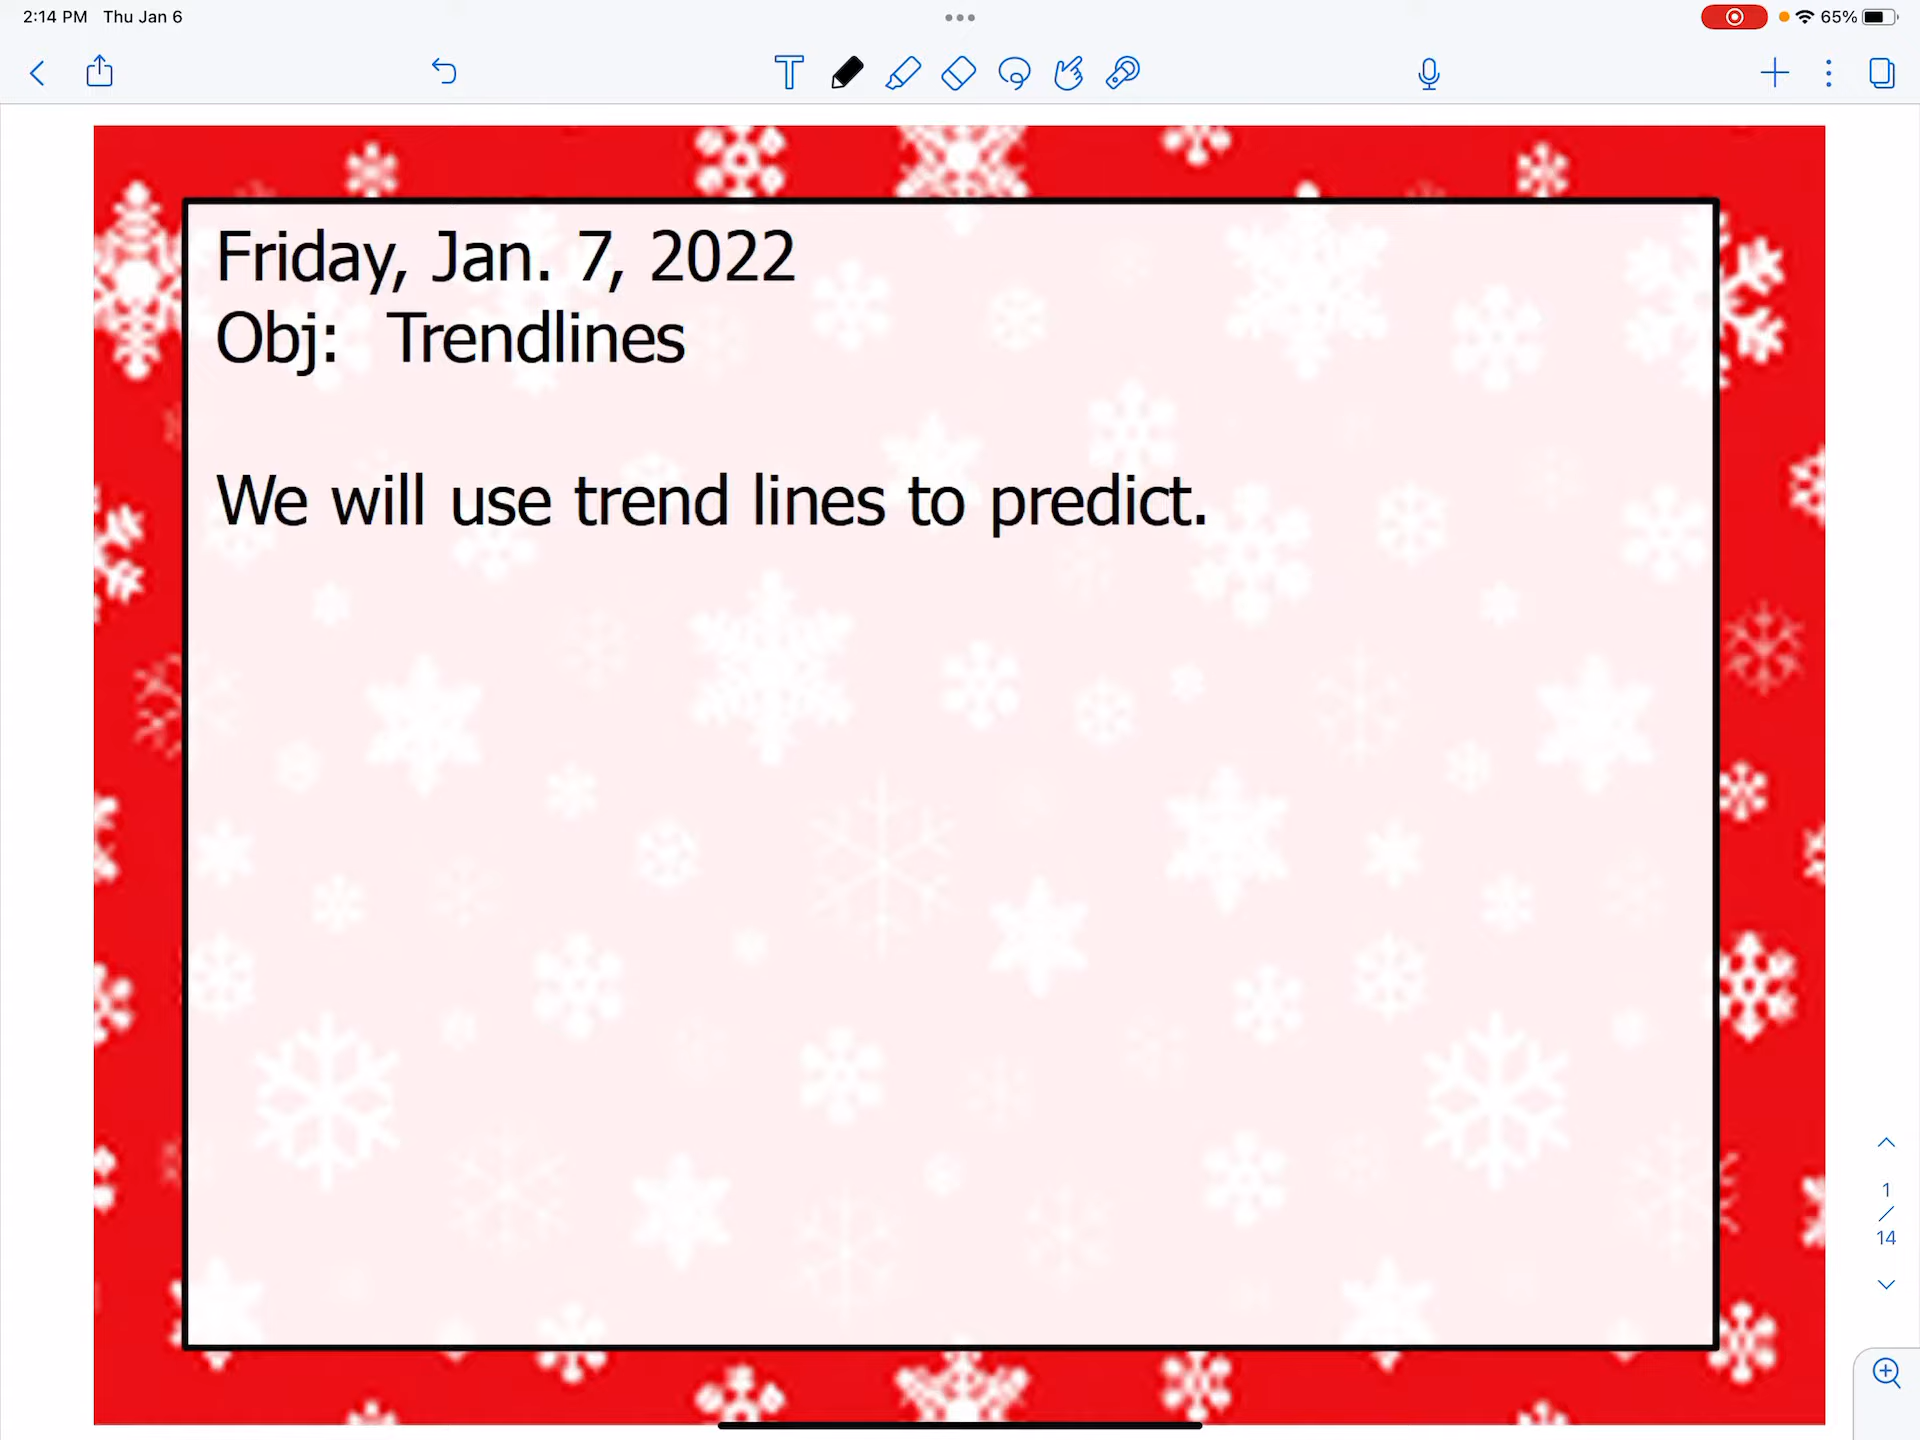 2:14 PM Thu Jan 6
65%
T
Friday, Jan. 7, 2022
Obj: Trendlines
We will use trend lines to predict.
1
/
14